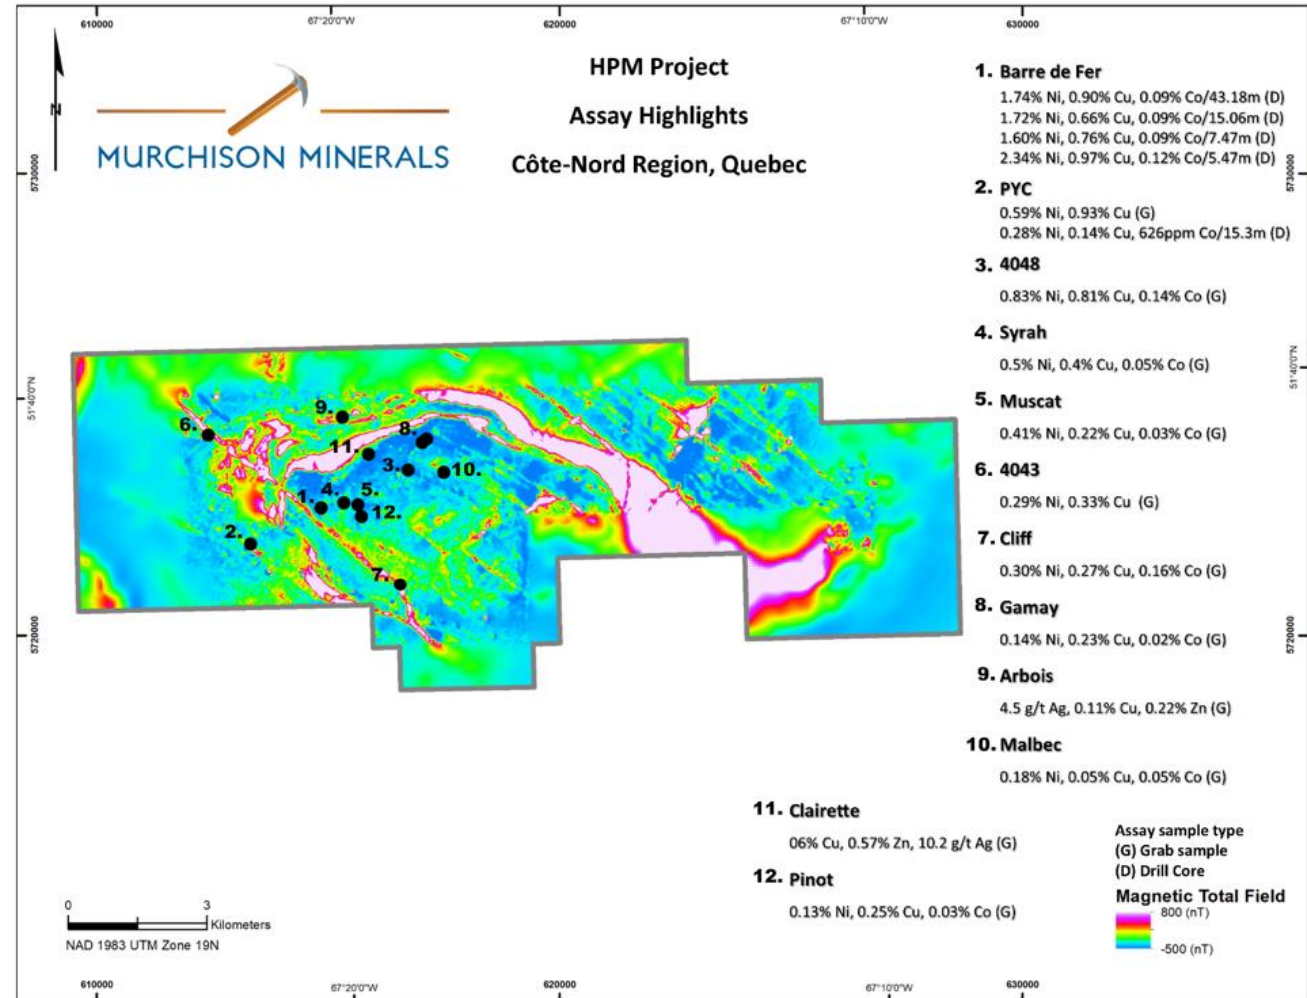 610000 67°20'0"W 620000 67°10'0"W 630000
N
MURCHISON MINERALS
HPM Project
Assay Highlights
Côte-Nord Region, Quebec
5730000
51°40'0"N
5720000
1. Barre de Fer
1.74% Ni, 0.90% Cu, 0.09% Co/43.18m (D)
1.72% Ni, 0.66% Cu, 0.09% Co/15.06m (D)
1.60% Ni, 0.76% Cu, 0.09% Co/7.47m (D)
2.34% Ni, 0.97% Cu, 0.12% Co/5.47m (D)
2. PYC
0.59% Ni, 0.93% Cu (G)
0.28% Ni, 0.14% Cu, 626ppm Co/15.3m (D)
3. 4048
0.83% Ni, 0.81% Cu, 0.14% Co (G)
4. Syrah
0.5% Ni, 0.4% Cu, 0.05% Co (G)
5. Muscat
0.41% Ni, 0.22% Cu, 0.03% Co (G)
6. 4043
0.29% Ni, 0.33% Cu (G)
7. Cliff
0.30% Ni, 0.27% Cu, 0.16% Co (G)
8. Gamay
0.14% Ni, 0.23% Cu, 0.02% Co (G)
9. Arbois
4.5 g/t Ag, 0.11% Cu, 0.22% Zn (G)
10. Malbec
0.18% Ni, 0.05% Cu, 0.05% Co (G)
11. Clairette
06% Cu, 0.57% Zn, 10.2 g/t Ag (G)
12. Pinot
0.13% Ni, 0.25% Cu, 0.03% Co (G)
5730000
51°40'0"N
5720000
9.
6.
8.
11.
3.
10.
4.
5.
1.
12.
2.
7.
Assay sample type
(G) Grab sample
(D) Drill Core
Magnetic Total Field
800 (nT)
-500 (nT)
0 3
Kilometers
NAD 1983 UTM Zone 19N
610000 67°20'0"W 620000 67°10'0"W 630000